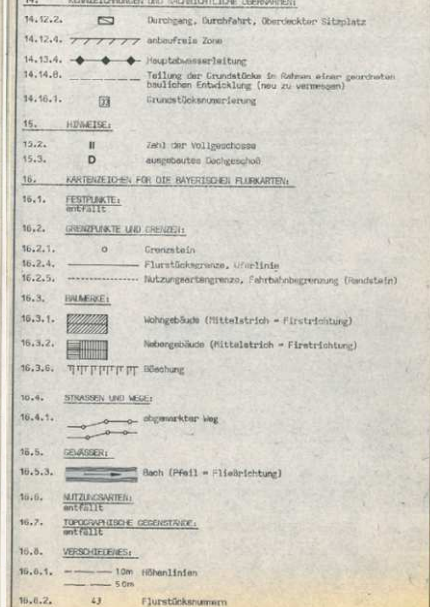 14. KENNZEICHNUNGEN UND NACHRICHTLICHE ÜBERNAHMEN:
14.12.2. Durchgang, Durchfahrt, überdeckter Sitzplatz
14.12.4. anbaufreie Zone
14.13.4. Hauptabwasserleitung
14.14.8. Teilung der Grundstücke im Rahmen einer geordneten
baulichen Entwicklung (neu zu vermessen)
14.16.1. 23 Grundstücksnumerierung
15. HINWEISE:
15.2. II Zahl der Vollgeschosse
15.3. D ausgebautes Dachgeschoß
16. KARTENZEICHEN FÜR DIE BAYERISCHEN FLURKARTEN:
16.1. FESTPUNKTE:
entfällt
16.2. GRENZPUNKTE UND GRENZEN:
16.2.1. Grenzstein
16.2.4. Flurstücksgrenze, Uferlinie
16.2.5. Nutzungsartengrenze, Fahrbahnbegrenzung (Randstein)
16.3. BAUWERKE:
16.3.1. Wohngebäude (Mittelstrich = Firstrichtung)
16.3.2. Nebengebäude (Mittelstrich = Firstrichtung)
16.3.6. Böschung
16.4. STRASSEN UND WEGE:
16.4.1. abgemarkter Weg
16.5. GEWÄSSER:
16.5.3. Bach (Pfeil = Fließrichtung)
16.6. NUTZUNGSARTEN:
entfällt
16.7. TOPOGRAPHISCHE GEGENSTÄNDE:
entfällt
16.8. VERSCHIEDENES:
16.8.1. 10m Höhenlinien
50m
16.8.2. 43 Flurstücksnummern